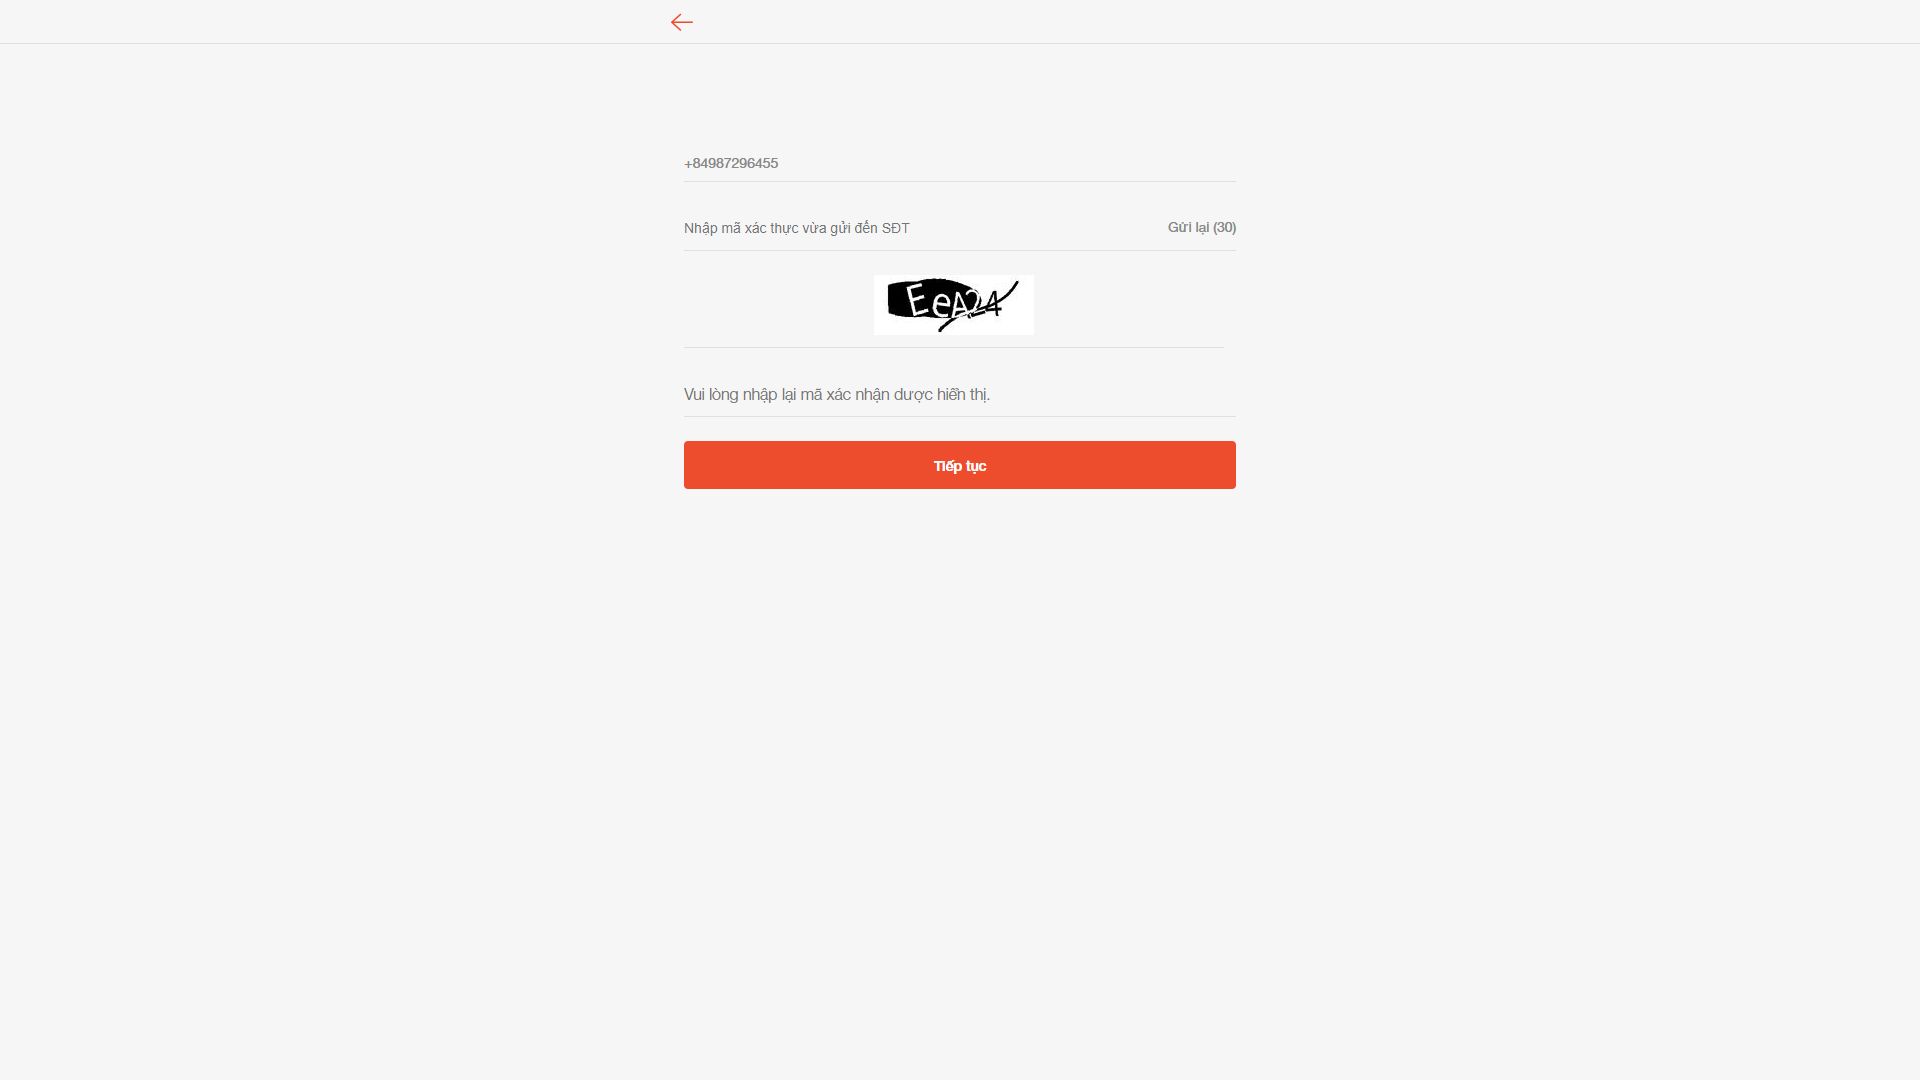 +84987296455
Nhập mã xác thực vừa gửi đến SĐT
Gửi lại (30)
EeA24
Vui lòng nhập lại mã xác nhận dược hiển thị.
Tiếp tục